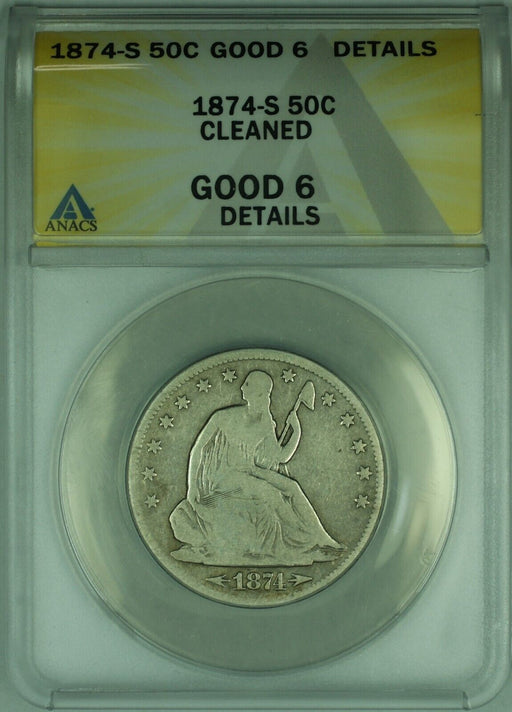 1874-S 50C GOOD 6 DETAILS
1874-S 50C
CLEANED
GOOD 6
DETAILS
ANACS
1874